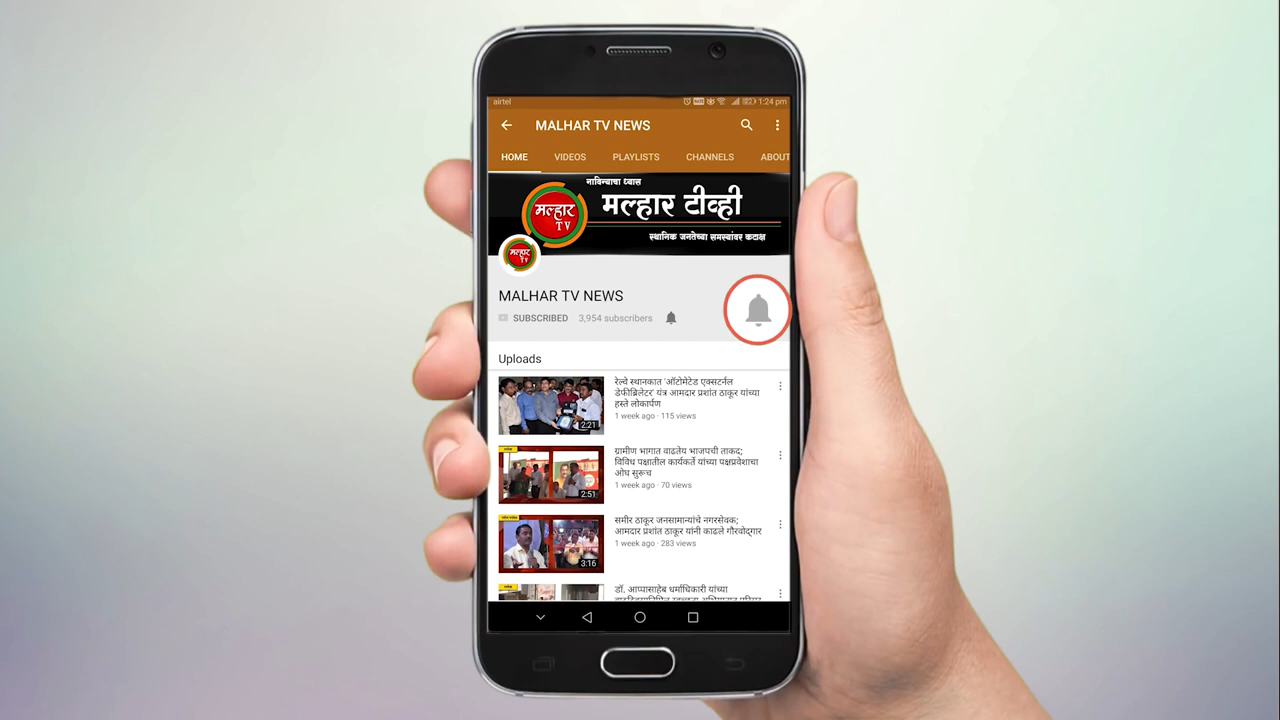 airtel
1:24 pm
MALHAR TV NEWS
HOME VIDEOS PLAYLISTS CHANNELS ABOUT
नाविन्याचा ध्यास
मल्हार टीव्ही
स्थानिक जनतेच्या समस्यांवर कटाक्ष
मल्हार
TV
मल्हार
TV
MALHAR TV NEWS
SUBSCRIBED 3,954 subscribers
Uploads
रेल्वे स्थानकात 'ऑटोमेटेड एक्सटर्नल
डेफीब्रिलेटर' यंत्र आमदार प्रशांत ठाकूर यांच्या
हस्ते लोकार्पण
1 week ago · 115 views
2:21
ग्रामीण भागात वाढतेय भाजपची ताकद;
विविध पक्षातील कार्यकर्ते यांच्या पक्षप्रवेशाचा
ओघ सुरूच
1 week ago · 70 views
2:51
समीर ठाकूर जनसामान्यांचे नगरसेवक;
आमदार प्रशांत ठाकूर यांनी काढले गौरवोद्गार
1 week ago · 283 views
3:16
डॉ. आप्पासाहेब धर्माधिकारी यांच्या